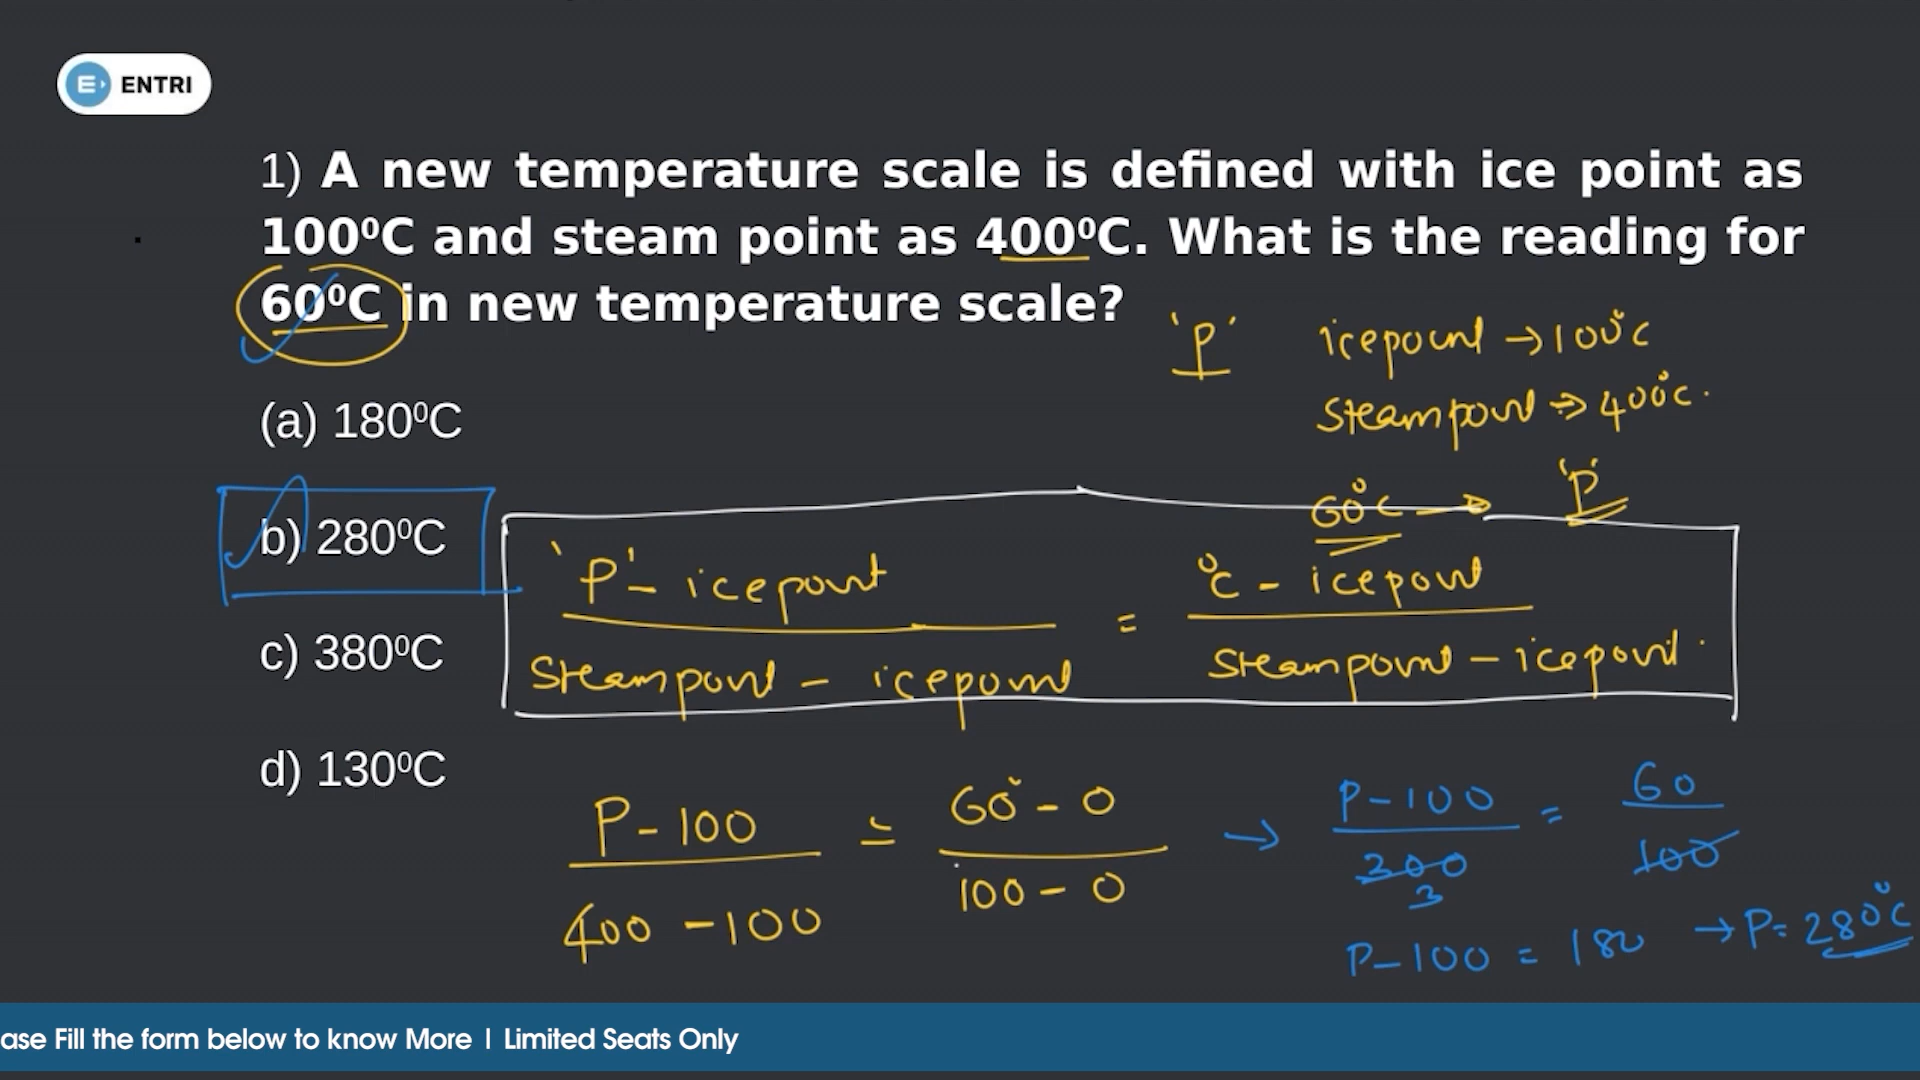 ENTRI
1) A new temperature scale is defined with ice point as
100⁰C and steam point as 400⁰C. What is the reading for
60⁰C in new temperature scale?
'P' icepoint → 100°C
(a) 180⁰C
steampoint → 400°C.
60°C → 'P'
b) 280⁰C
'P' - icepoint
°C - icepoint
=
c) 380⁰C
steampoint - icepoint
steampoint - icepoint.
d) 130⁰C
P - 100 = 60° - 0 → P - 100 = 60
400 - 100
100 - 0
300
100
3
P - 100 = 180 → P = 280°C
ase Fill the form below to know More | Limited Seats Only